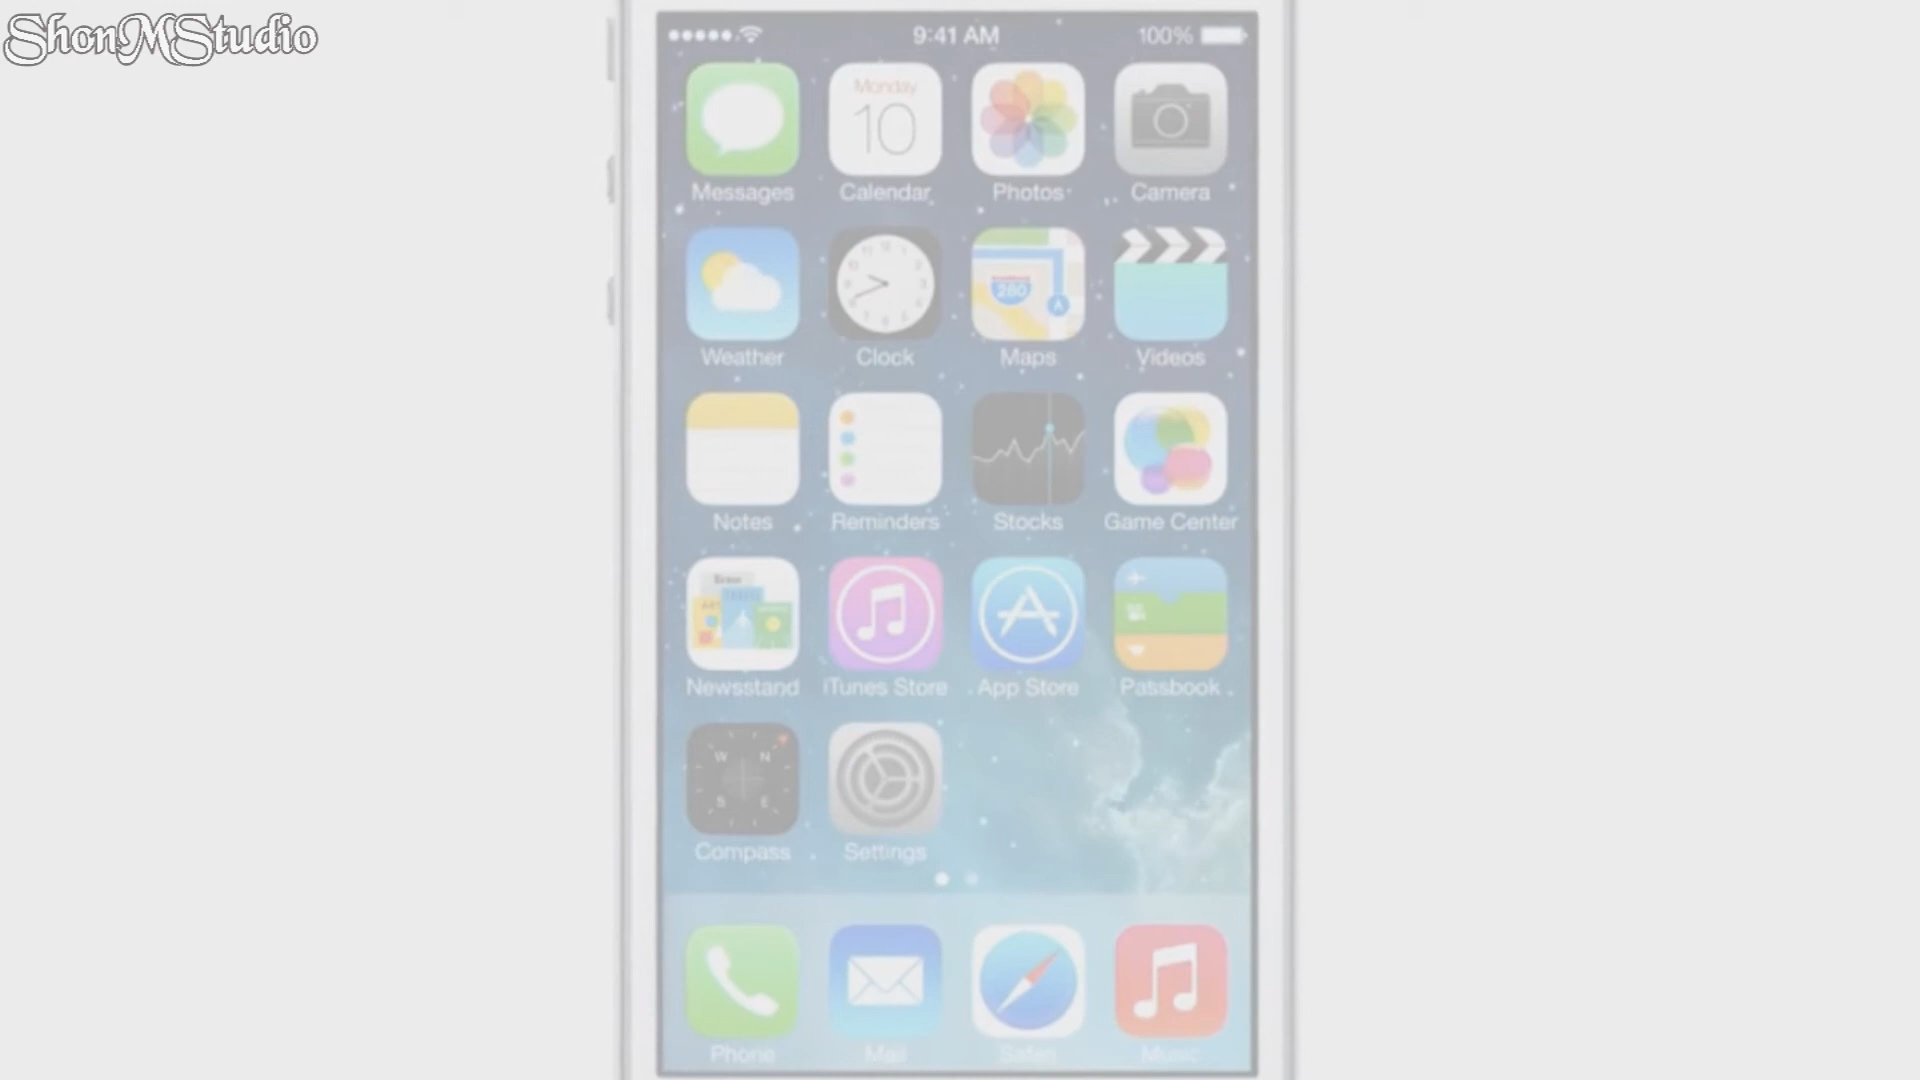 ShonMStudio
9:41 AM 100%
Monday
10
Messages Calendar Photos Camera
280
Weather Clock Maps Videos
Notes Reminders Stocks Game Center
Newsstand iTunes Store App Store Passbook
W N
S E
Compass Settings
Phone Mail Safari Music